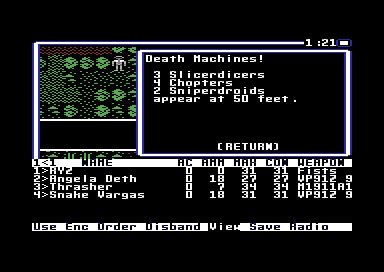 1:21
Death Machines!
3 Slicerdicers
4 Chopters
2 Sniperdroids
appear at 50 feet.
[RETURN]
NAME AC AMM MAX CON WEAPON
1>Ayz 0 0 31 31 Fists
2>Angela Deth 0 18 27 27 VP912 9
3>Thrasher 0 7 34 34 M1911A1
4>Snake Vargas 0 18 31 31 VP912 9
Use Enc Order Disband View Save Radio